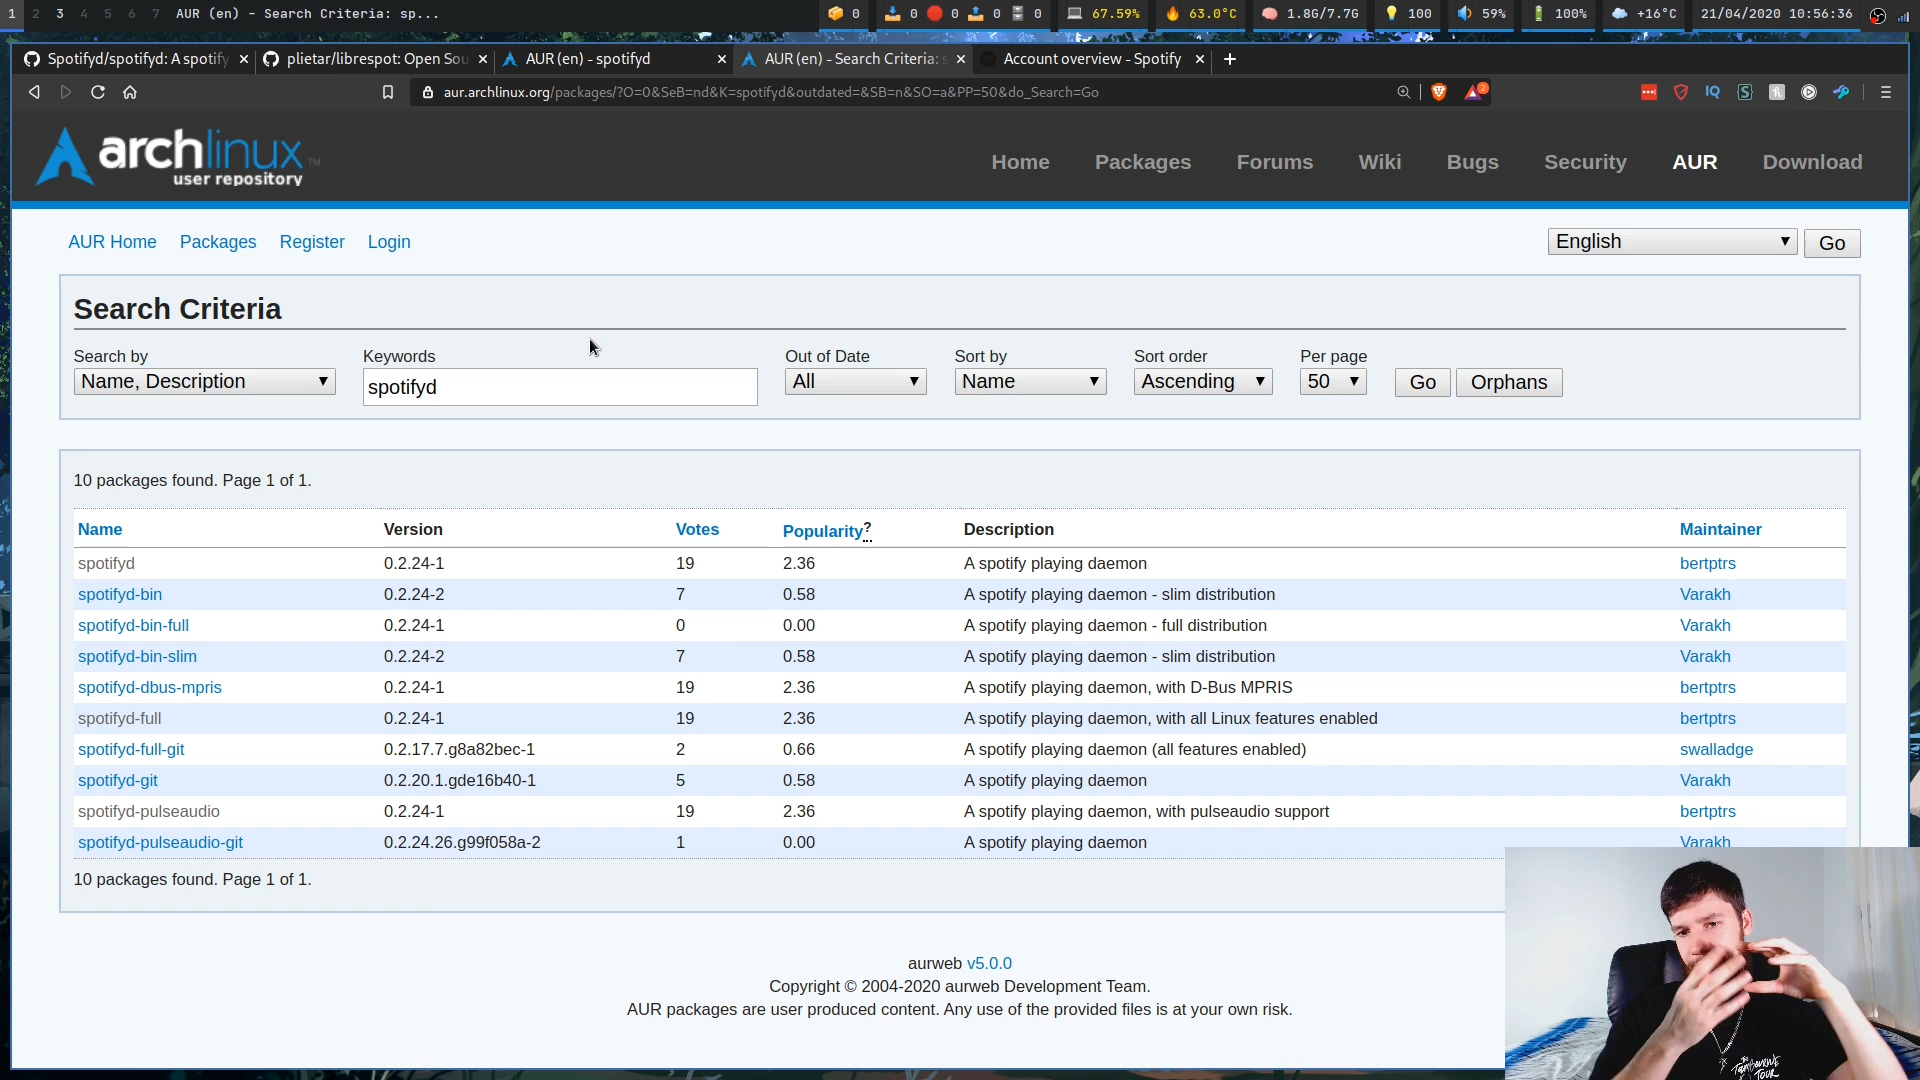 1 2 3 4 5 6 7 AUR (en) - Search Criteria: sp... 0 0 0 0 0 67.59% 63.0°C 1.8G/7.7G 100 59% 100% +16°C 21/04/2020 10:56:36
Spotifyd/spotifyd: A spotify plietar/librespot: Open Sou AUR (en) - spotifyd AUR (en) - Search Criteria: s Account overview - Spotify
aur.archlinux.org/packages/?O=0&SeB=nd&K=spotifyd&outdated=&SB=n&SO=a&PP=50&do_Search=Go 2 IQ
archlinux™
user repository
Home Packages Forums Wiki Bugs Security AUR Download
AUR Home Packages Register Login English Go
Search Criteria
Search by Keywords Out of Date Sort by Sort order Per page
Name, Description spotifyd All Name Ascending 50 Go Orphans
10 packages found. Page 1 of 1.
Name Version Votes Popularity? Description Maintainer
spotifyd 0.2.24-1 19 2.36 A spotify playing daemon bertptrs
spotifyd-bin 0.2.24-2 7 0.58 A spotify playing daemon - slim distribution Varakh
spotifyd-bin-full 0.2.24-1 0 0.00 A spotify playing daemon - full distribution Varakh
spotifyd-bin-slim 0.2.24-2 7 0.58 A spotify playing daemon - slim distribution Varakh
spotifyd-dbus-mpris 0.2.24-1 19 2.36 A spotify playing daemon, with D-Bus MPRIS bertptrs
spotifyd-full 0.2.24-1 19 2.36 A spotify playing daemon, with all Linux features enabled bertptrs
spotifyd-full-git 0.2.17.7.g8a82bec-1 2 0.66 A spotify playing daemon (all features enabled) swalladge
spotifyd-git 0.2.20.1.gde16b40-1 5 0.58 A spotify playing daemon Varakh
spotifyd-pulseaudio 0.2.24-1 19 2.36 A spotify playing daemon, with pulseaudio support bertptrs
spotifyd-pulseaudio-git 0.2.24.26.g99f058a-2 1 0.00 A spotify playing daemon Varakh
10 packages found. Page 1 of 1.
aurweb v5.0.0
Copyright © 2004-2020 aurweb Development Team.
AUR packages are user produced content. Any use of the provided files is at your own risk.
TOUR